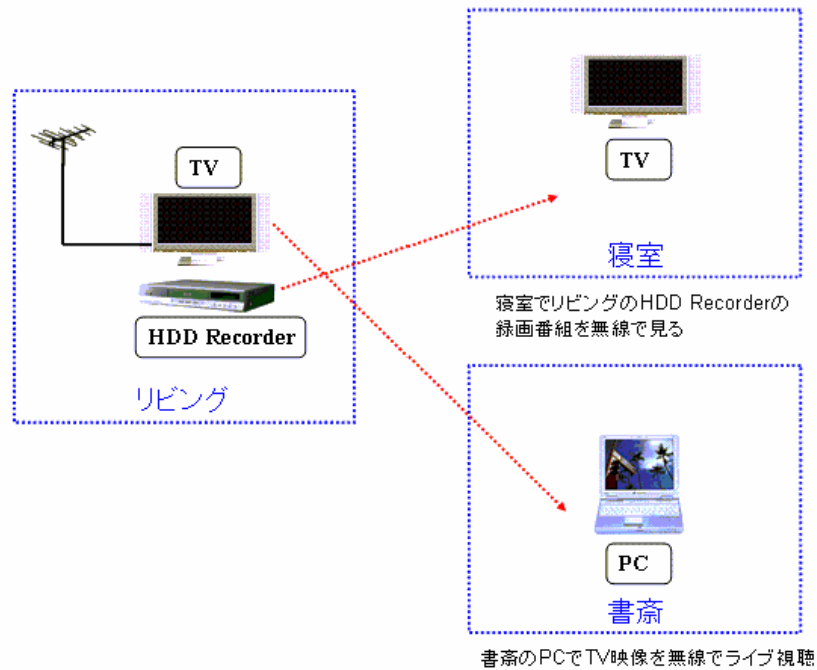 TV
HDD Recorder
リビング
TV
寝室
寝室でリビングのHDD Recorderの
録画番組を無線で見る
PC
書斎
書斎のPCでTV映像を無線でライブ視聴